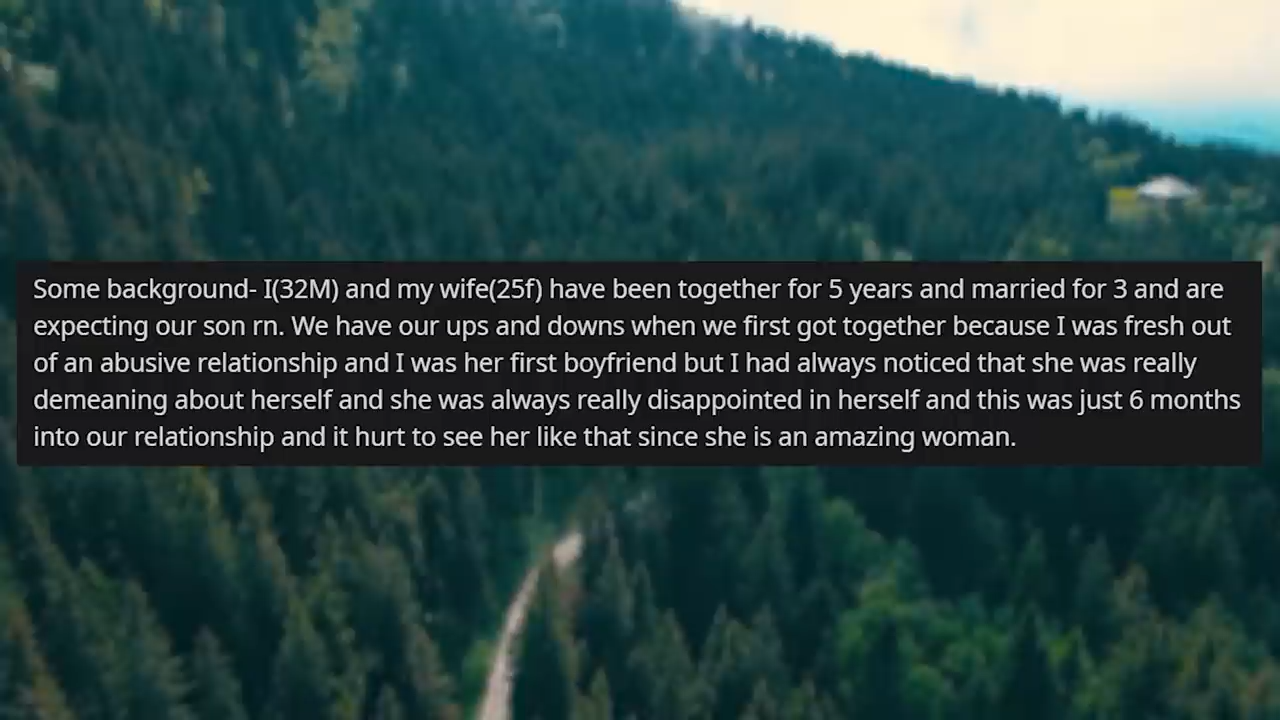 Some background- I(32M) and my wife(25f) have been together for 5 years and married for 3 and are
expecting our son rn. We have our ups and downs when we first got together because I was fresh out
of an abusive relationship and I was her first boyfriend but I had always noticed that she was really
demeaning about herself and she was always really disappointed in herself and this was just 6 months
into our relationship and it hurt to see her like that since she is an amazing woman.